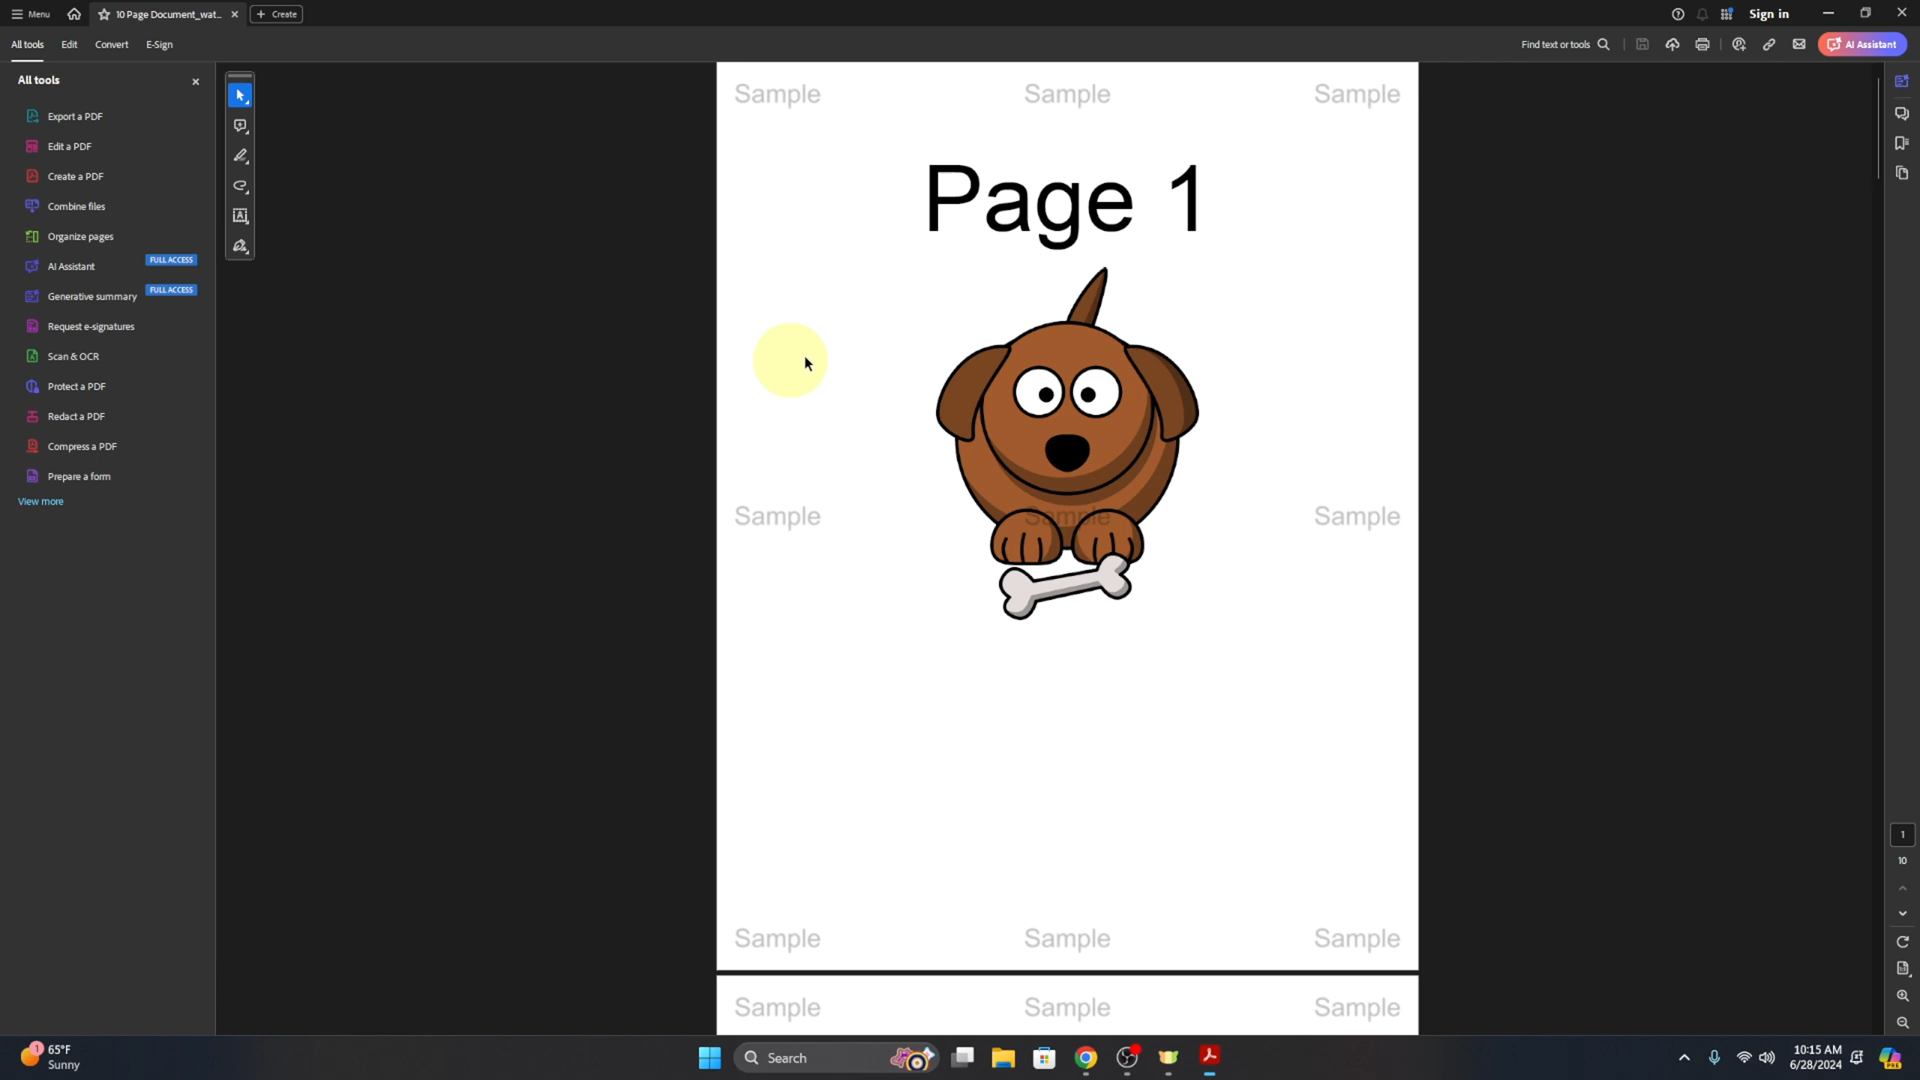 Menu
10 Page Document_wat...
Create
Sign in
All tools
Edit
Convert
E-Sign
Find text or tools
AI Assistant
All tools
Export a PDF
Edit a PDF
Create a PDF
Combine files
Organize pages
AI Assistant
FULL ACCESS
Generative summary
FULL ACCESS
Request e-signatures
Scan & OCR
Protect a PDF
Redact a PDF
Compress a PDF
Prepare a form
View more
Sample Sample Sample
Page 1
Sample Sample Sample
Sample Sample Sample
Sample Sample Sample
1
10
1
65°F
Sunny
Search
10:15 AM
6/28/2024
PRE